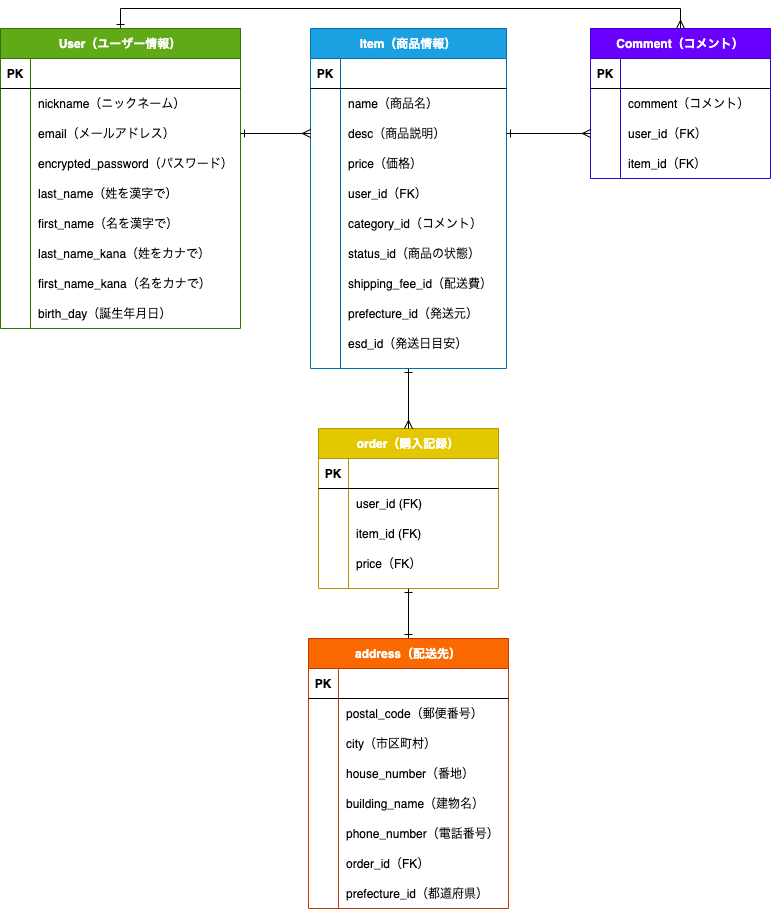 User（ユーザー情報）
PK
nickname（ニックネーム）
email（メールアドレス）
encrypted_password（パスワード）
last_name（姓を漢字で）
first_name（名を漢字で）
last_name_kana（姓をカナで）
first_name_kana（名をカナで）
birth_day（誕生年月日）
Item（商品情報）
PK
name（商品名）
desc（商品説明）
price（価格）
user_id（FK）
category_id（コメント）
status_id（商品の状態）
shipping_fee_id（配送費）
prefecture_id（発送元）
esd_id（発送日目安）
Comment（コメント）
PK
comment（コメント）
user_id（FK）
item_id（FK）
order（購入記録）
PK
user_id (FK)
item_id (FK)
price（FK）
address（配送先）
PK
postal_code（郵便番号）
city（市区町村）
house_number（番地）
building_name（建物名）
phone_number（電話番号）
order_id（FK）
prefecture_id（都道府県）